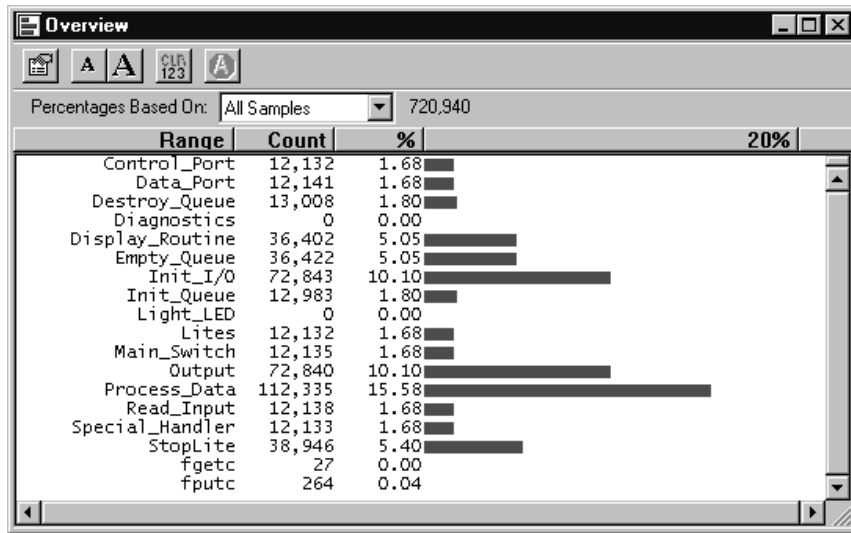 Overview
A A CLR 123 A
Percentages Based On: All Samples 720,940
Range Count % 20%
Control_Port 12,132 1.68
Data_Port 12,141 1.68
Destroy_Queue 13,008 1.80
Diagnostics 0 0.00
Display_Routine 36,402 5.05
Empty_Queue 36,422 5.05
Init_I/O 72,843 10.10
Init_Queue 12,983 1.80
Light_LED 0 0.00
Lites 12,132 1.68
Main_Switch 12,135 1.68
Output 72,840 10.10
Process_Data 112,335 15.58
Read_Input 12,138 1.68
Special_Handler 12,133 1.68
StopLite 38,946 5.40
fgetc 27 0.00
fputc 264 0.04